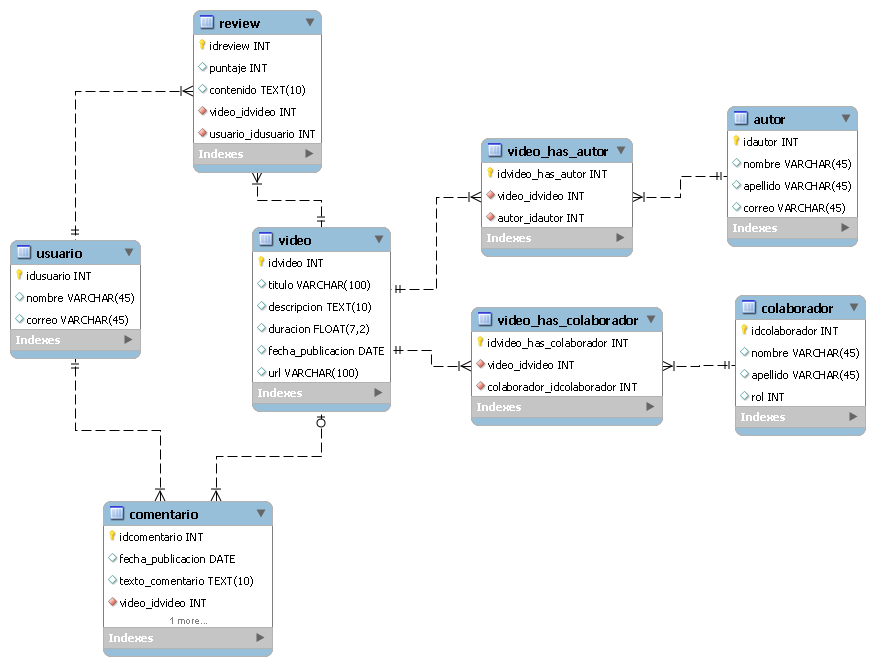 review
idreview INT
puntaje INT
contenido TEXT(10)
video_idvideo INT
usuario_idusuario INT
Indexes
usuario
idusuario INT
nombre VARCHAR(45)
correo VARCHAR(45)
Indexes
video
idvideo INT
titulo VARCHAR(100)
descripcion TEXT(10)
duracion FLOAT(7,2)
fecha_publicacion DATE
url VARCHAR(100)
Indexes
video_has_autor
idvideo_has_autor INT
video_idvideo INT
autor_idautor INT
Indexes
autor
idautor INT
nombre VARCHAR(45)
apellido VARCHAR(45)
correo VARCHAR(45)
Indexes
video_has_colaborador
idvideo_has_colaborador INT
video_idvideo INT
colaborador_idcolaborador INT
Indexes
colaborador
idcolaborador INT
nombre VARCHAR(45)
apellido VARCHAR(45)
rol INT
Indexes
comentario
idcomentario INT
fecha_publicacion DATE
texto_comentario TEXT(10)
video_idvideo INT
1 more...
Indexes